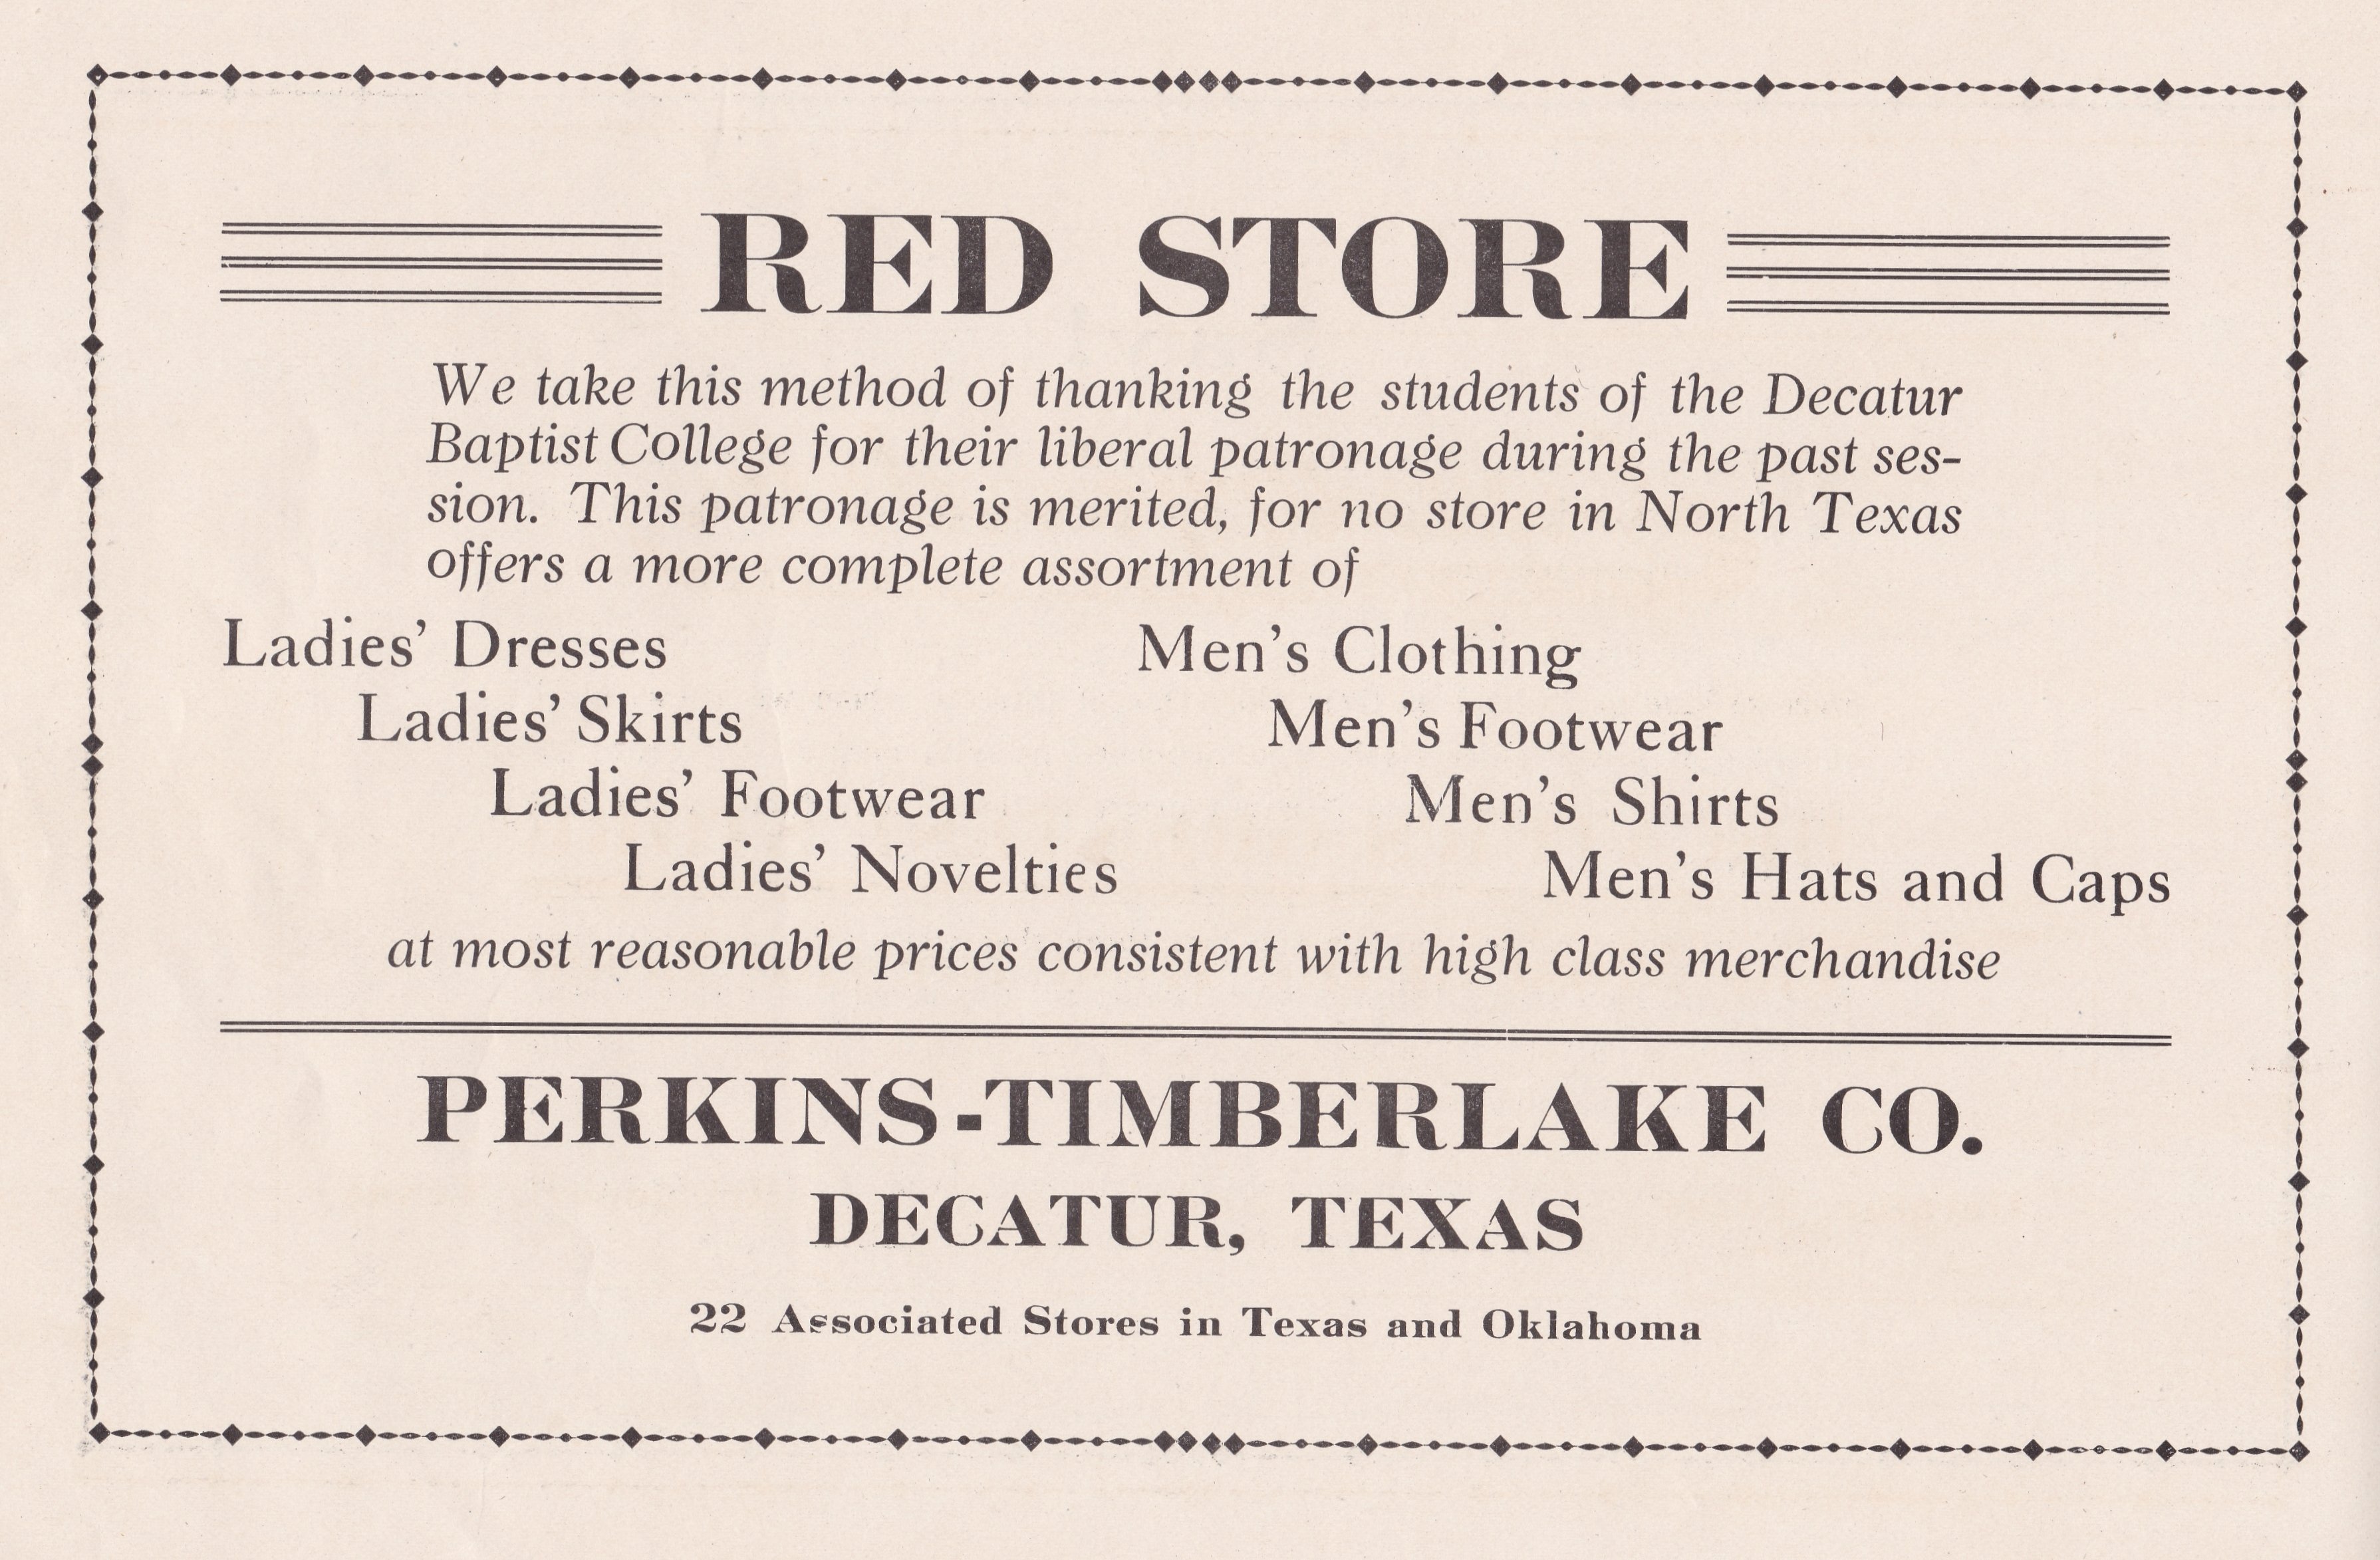 RED STORE
We take this method of thanking the students of the Decatur
Baptist College for their liberal patronage during the past ses-
sion. This patronage is merited, for no store in North Texas
offers a more complete assortment of
Ladies' Dresses
Men's Clothing
Ladies' Skirts
Men's Footwear
Ladies' Footwear
Men's Shirts
Ladies' Novelties
Men's Hats and Caps
at most reasonable prices consistent with high class merchandise
PERKINS-TIMBERLAKE CO.
DECATUR, TEXAS
22 Associated Stores in Texas and Oklahoma